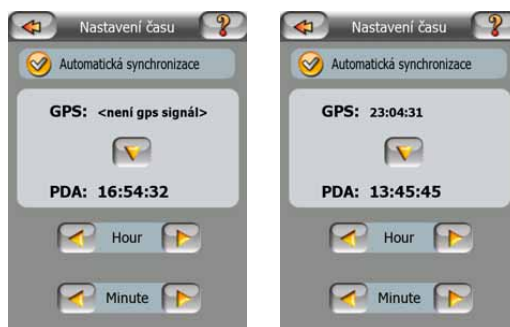 Nastavení času
Automatická synchronizace
GPS: <není gps signál>
PDA: 16:54:32
Hour
Minute
Nastavení času
Automatická synchronizace
GPS: 23:04:31
PDA: 13:45:45
Hour
Minute